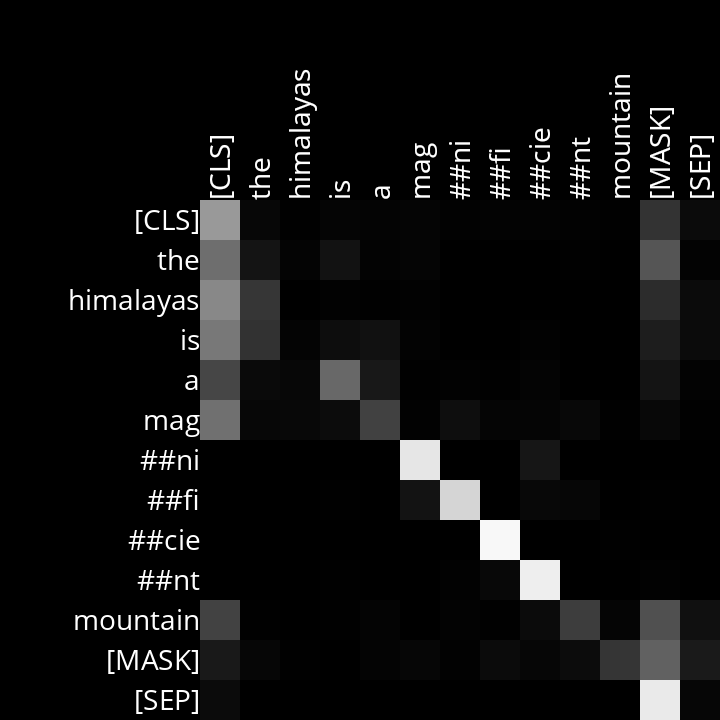 [CLS]
the
himalayas
is
a
mag
##ni
##fi
##cie
##nt
mountain
[MASK]
[SEP]
[CLS]
the
himalayas
is
a
mag
##ni
##fi
##cie
##nt
mountain
[MASK]
[SEP]